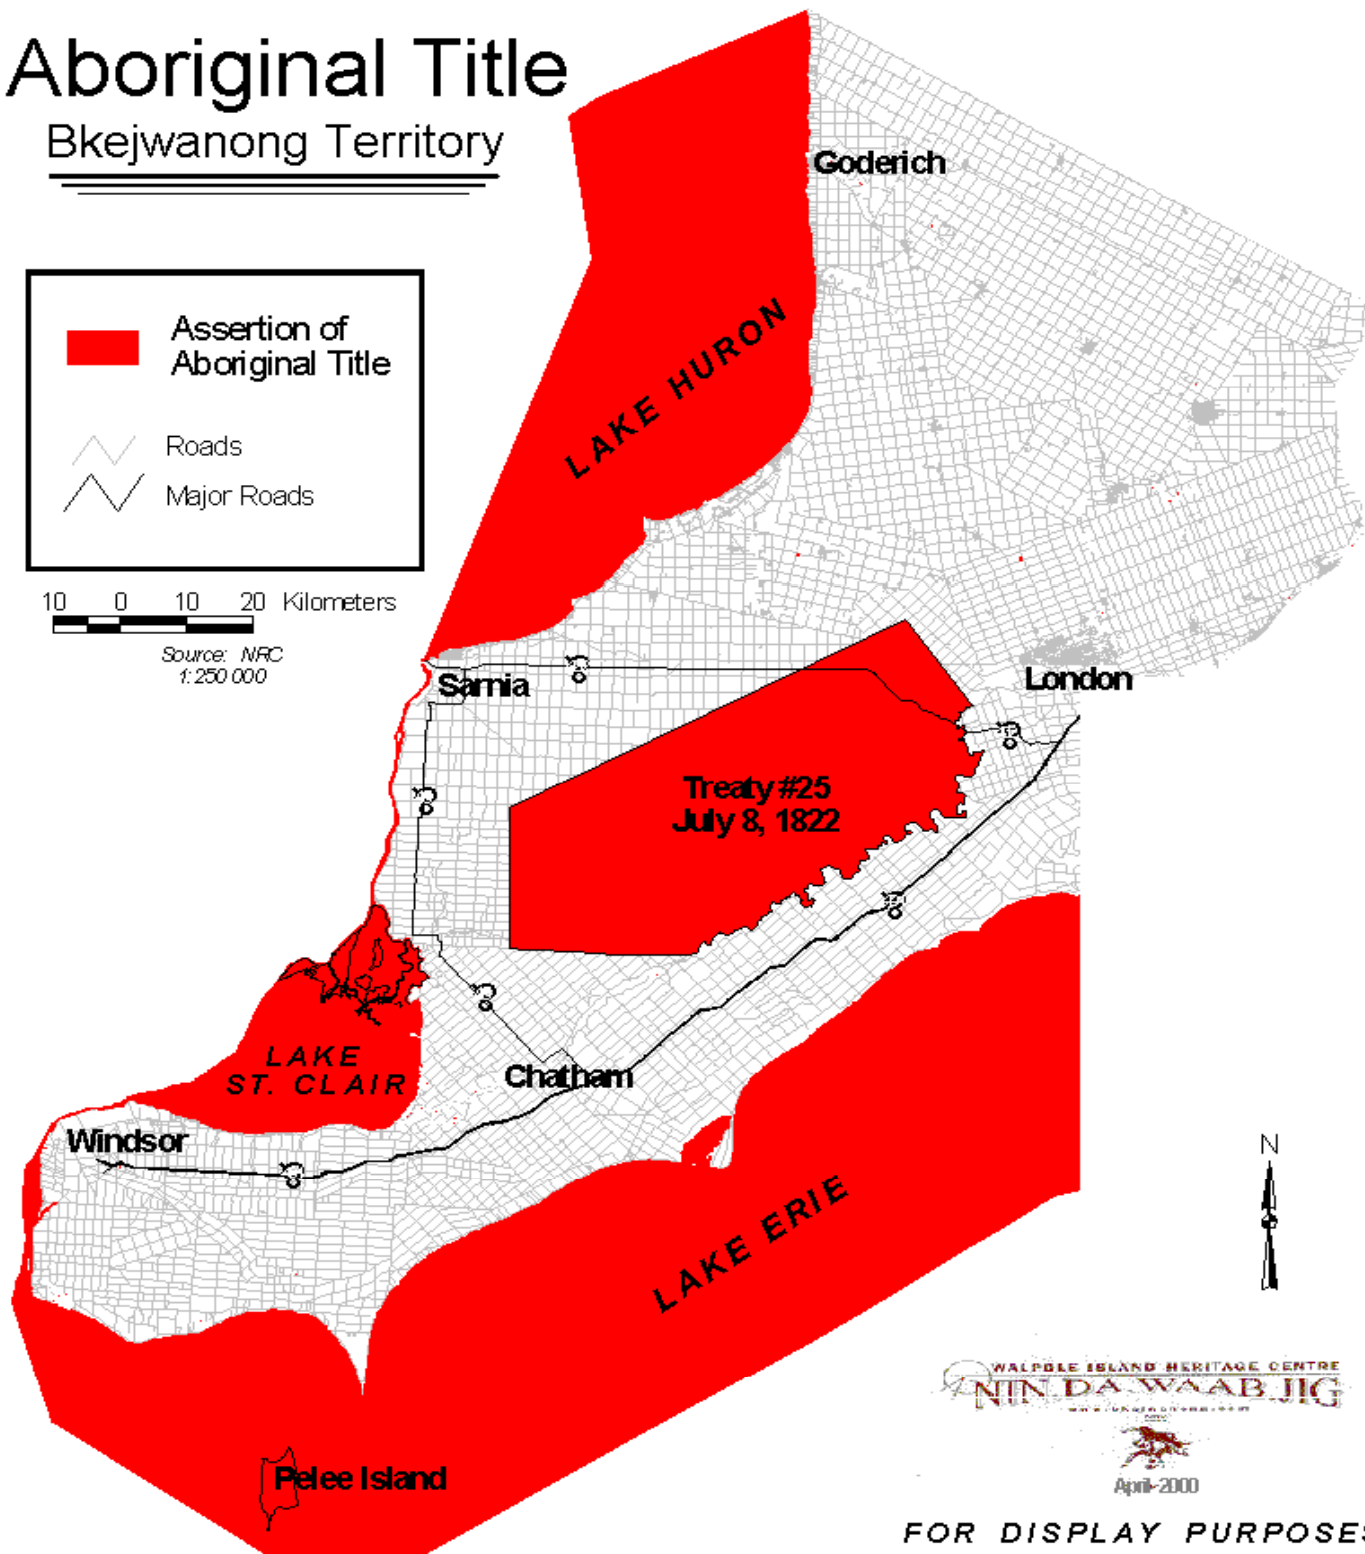 Aboriginal Title
Bkejwanong Territory
Assertion of
Aboriginal Title
Roads
Major Roads
10 0 10 20 Kilometers
Source: NRC
1:250 000
Goderich
LAKE HURON
Sarnia
London
Treaty #25
July 8, 1822
LAKE
ST. CLAIR
Chatham
Windsor
LAKE ERIE
Pelee Island
N
WALPOLE ISLAND HERITAGE CENTRE
NIN.DA.WAAB.JIG
April-2000
FOR DISPLAY PURPOSES